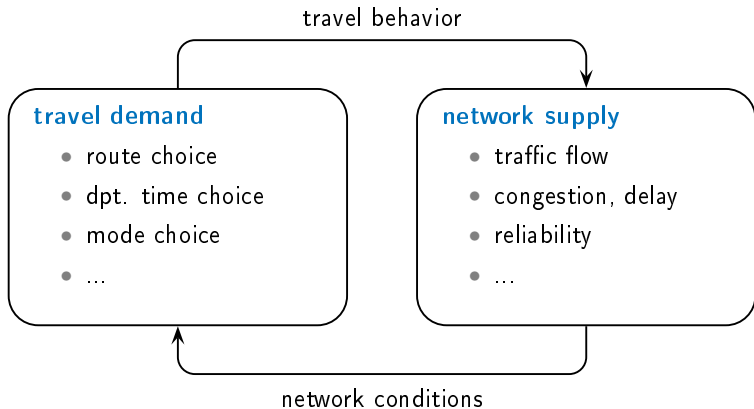 travel behavior
travel demand
• route choice
• dpt. time choice
• mode choice
• ...
network supply
• traffic flow
• congestion, delay
• reliability
• ...
network conditions